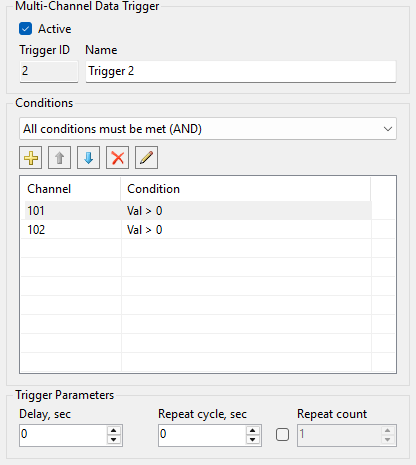 Multi-Channel Data Trigger
Active
Trigger ID Name
2 Trigger 2
Conditions
All conditions must be met (AND)
Channel Condition
101 Val > 0
102 Val > 0
Trigger Parameters
Delay, sec Repeat cycle, sec Repeat count
0 0 1